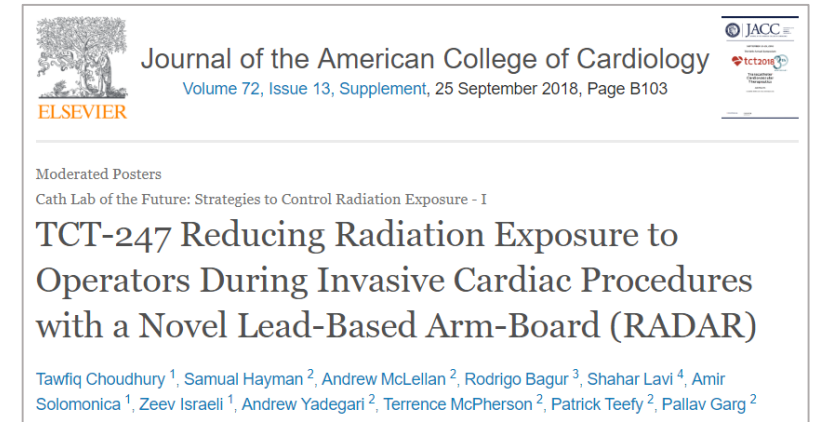 Journal of the American College of Cardiology
Volume 72, Issue 13, Supplement, 25 September 2018, Page B103
ELSEVIER
JACC
tct2018
Moderated Posters
Cath Lab of the Future: Strategies to Control Radiation Exposure - I
TCT-247 Reducing Radiation Exposure to
Operators During Invasive Cardiac Procedures
with a Novel Lead-Based Arm-Board (RADAR)
Tawfiq Choudhury 1, Samual Hayman 2, Andrew McLellan 2, Rodrigo Bagur 3, Shahar Lavi 4, Amir
Solomonica 1, Zeev Israeli 1, Andrew Yadegari 2, Terrence McPherson 2, Patrick Teefy 2, Pallav Garg 2